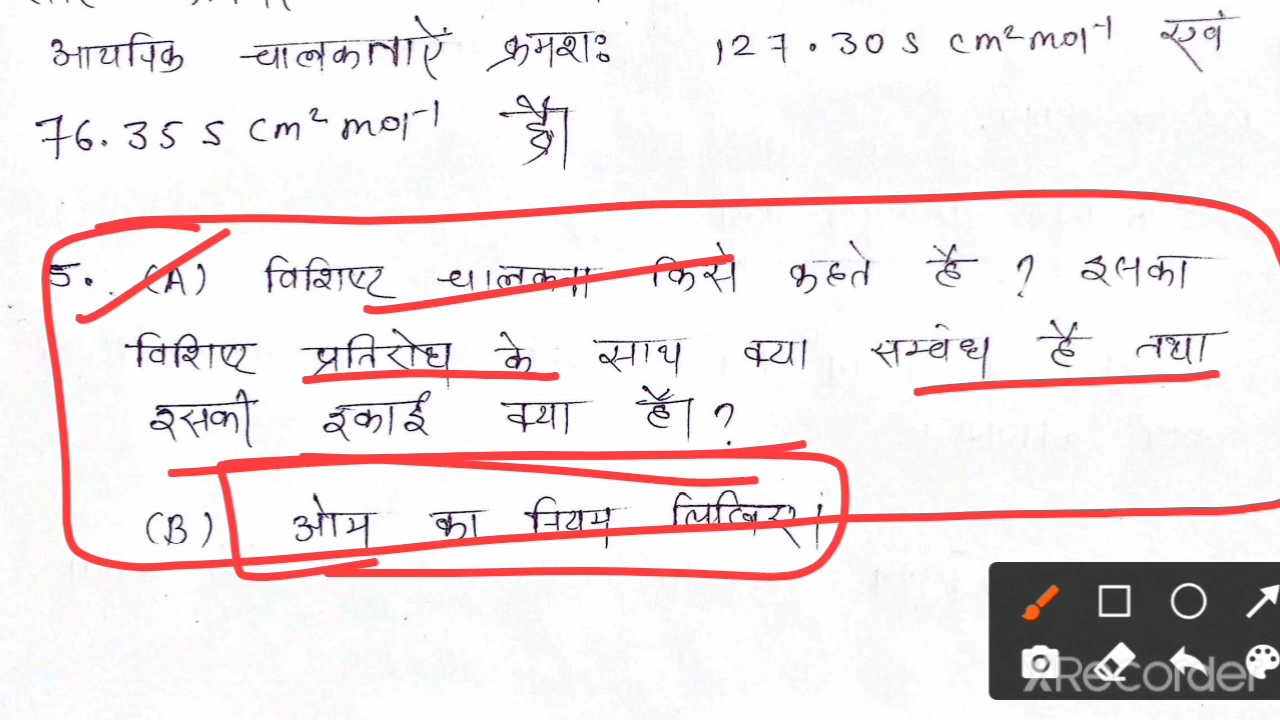 आयनिक चालकताऐं क्रमशः 127.30 S cm² mol⁻¹ एवं
76.35 S cm² mol⁻¹ है।
5. (A) विशिष्ट चालकता किसे कहते है ? इसका
विशिष्ट प्रतिरोध के साथ क्या सम्बंध है तथा
इसकी इकाई क्या है। ?
(B) ओम का नियम लिखिए।
XRecorder